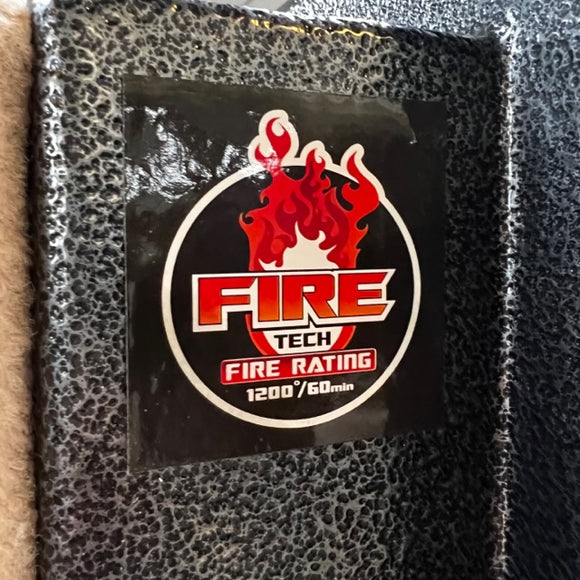 FIRE
TECH
FIRE RATING
1200°/60min